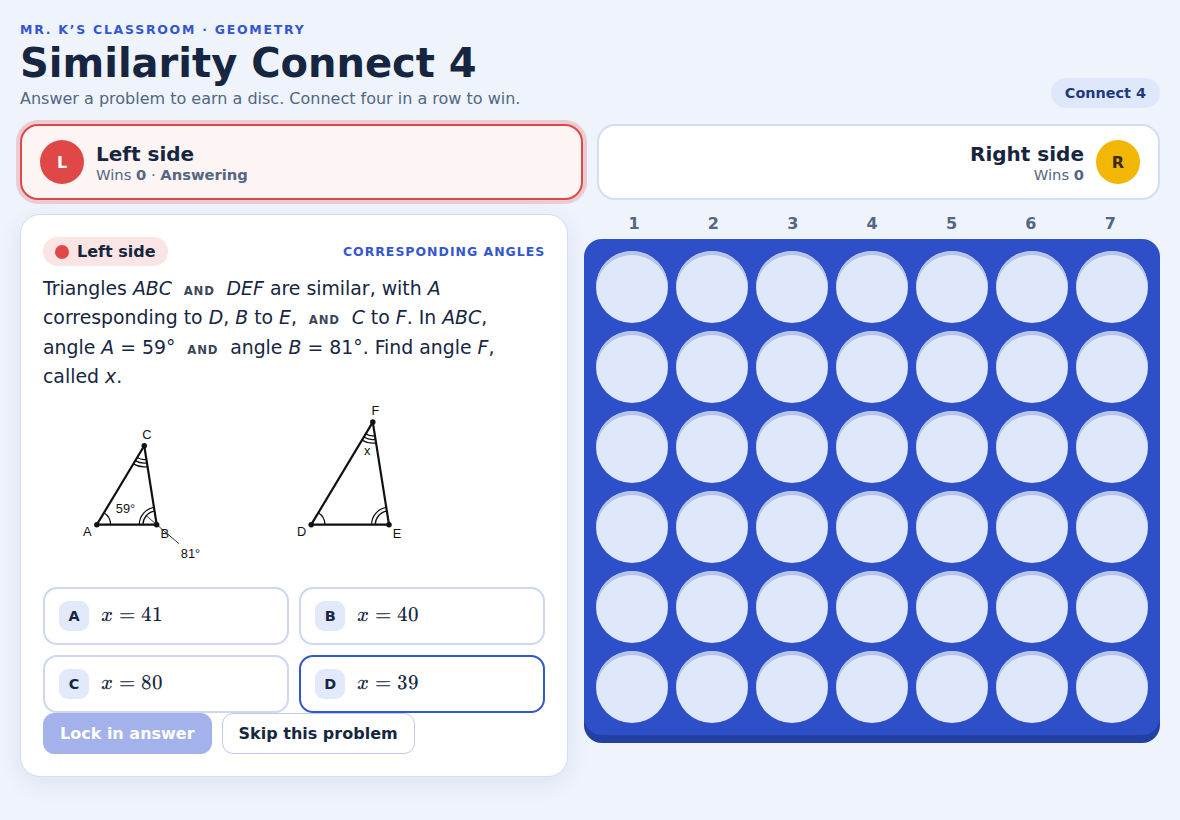 MR. K’S CLASSROOM · GEOMETRY
Similarity Connect 4
Answer a problem to earn a disc. Connect four in a row to win.
Connect 4
L
Left side
Wins 0 · Answering
Right side
Wins 0
R
Left side
CORRESPONDING ANGLES
Triangles ABC AND DEF are similar, with A
corresponding to D, B to E, AND C to F. In ABC,
angle A = 59° AND angle B = 81°. Find angle F,
called x.
C
59°
A
B
81°
F
x
D
E
A x = 41
B x = 40
C x = 80
D x = 39
Lock in answer
Skip this problem
1 2 3 4 5 6 7